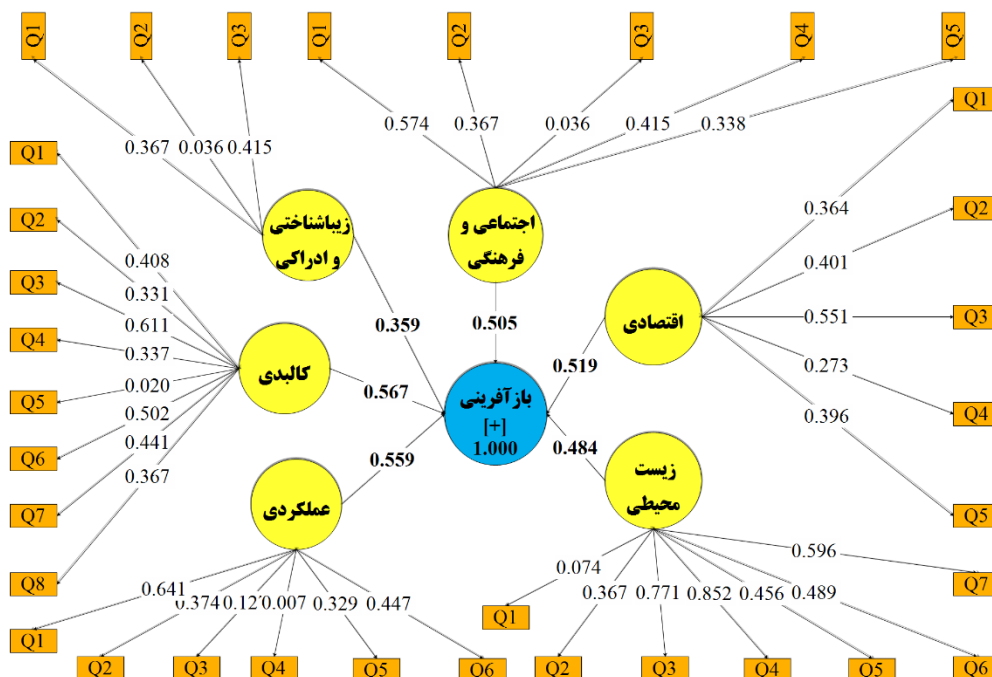 Q1
Q2
Q3
Q1
Q2
Q3
Q4
Q5
0.367
0.036
0.415
0.574
0.367
0.036
0.415
0.338
Q1
Q2
Q3
Q4
Q5
0.364
0.401
0.551
0.273
0.396
زیباشناختی
و ادراکی
اجتماعی و
فرهنگی
اقتصادی
Q1
Q2
Q3
Q4
Q5
Q6
Q7
Q8
0.408
0.331
0.611
0.337
0.020
0.502
0.441
0.367
کالبدی
0.359
0.505
0.519
0.567
0.559
0.484
بازآفرینی
[+]
1.000
عملکردی
زیست
محیطی
0.641
0.374
0.127
0.007
0.329
0.447
Q1
Q2
Q3
Q4
Q5
Q6
0.074
0.367
0.771
0.852
0.456
0.489
0.596
Q1
Q2
Q3
Q4
Q5
Q6
Q7